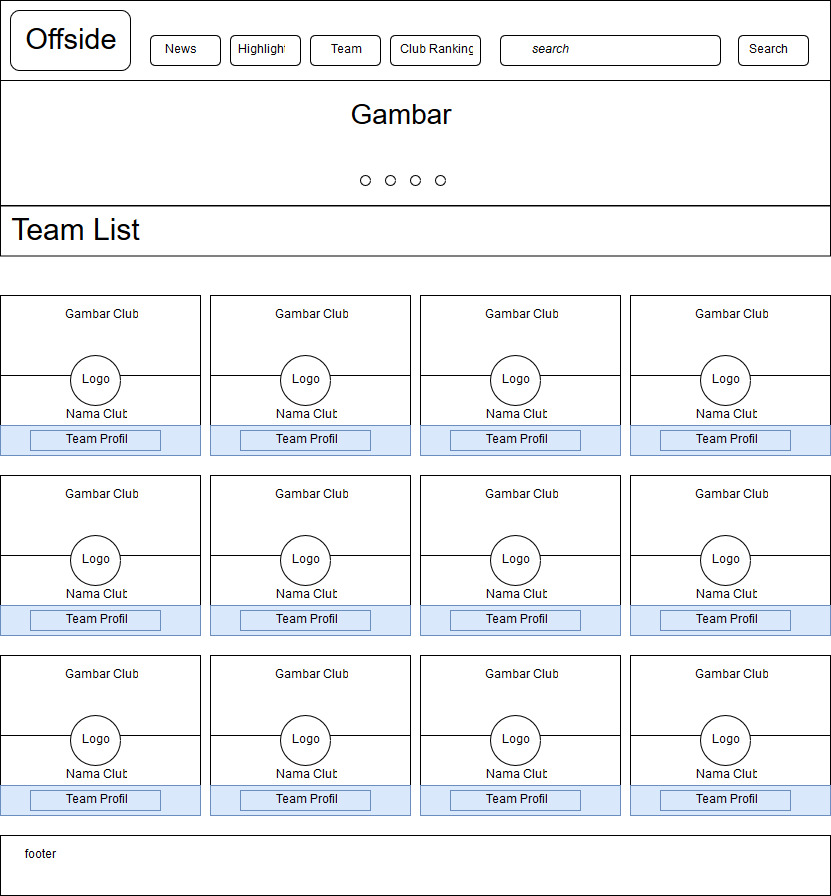 Offside
News
Highlight
Team
Club Ranking
search
Search
Gambar
Team List
Gambar Club
Gambar Club
Gambar Club
Gambar Club
Logo
Logo
Logo
Logo
Nama Club
Nama Club
Nama Club
Nama Club
Team Profil
Team Profil
Team Profil
Team Profil
Gambar Club
Gambar Club
Gambar Club
Gambar Club
Logo
Logo
Logo
Logo
Nama Club
Nama Club
Nama Club
Nama Club
Team Profil
Team Profil
Team Profil
Team Profil
Gambar Club
Gambar Club
Gambar Club
Gambar Club
Logo
Logo
Logo
Logo
Nama Club
Nama Club
Nama Club
Nama Club
Team Profil
Team Profil
Team Profil
Team Profil
footer